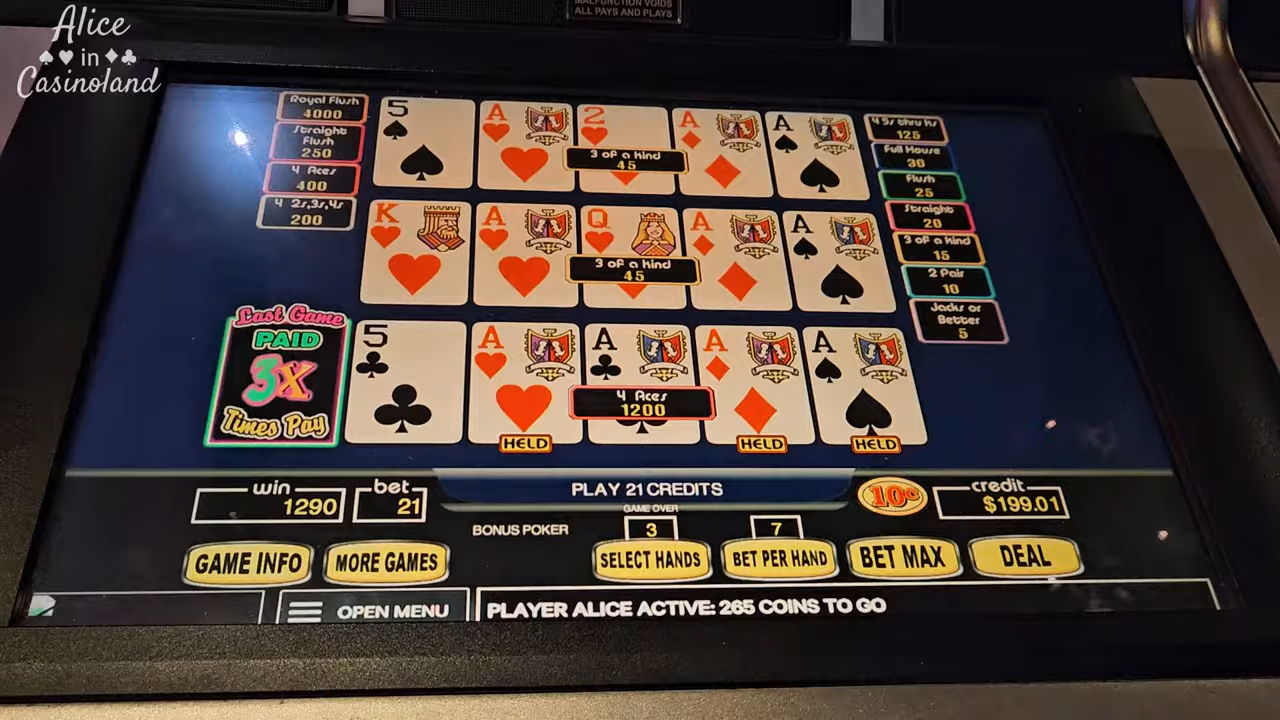 MALFUNCTION VOIDS
ALL PAYS AND PLAYS
Alice
in
Casinoland
Royal Flush
4000
Straight
Flush
250
4 Aces
400
4 2s,3s,4s
200
5
A
2
A
A
3 of a Kind
45
4 5s thru Ks
125
Full House
30
Flush
25
Straight
20
3 of a Kind
15
2 Pair
10
Jacks or
Better
5
K
A
Q
A
A
3 of a Kind
45
Last Game
PAID
3X
Times Pay
5
A
A
A
A
4 Aces
1200
HELD
HELD
HELD
win
1290
bet
21
PLAY 21 CREDITS
GAME OVER
10¢
credit
$199.01
BONUS POKER
3
7
GAME INFO
MORE GAMES
SELECT HANDS
BET PER HAND
BET MAX
DEAL
OPEN MENU
PLAYER ALICE ACTIVE: 265 COINS TO GO